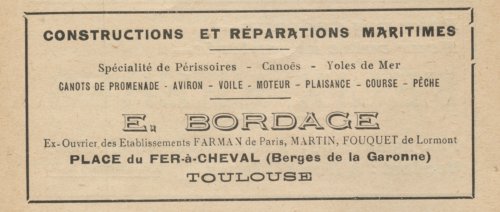 CONSTRUCTIONS ET RÉPARATIONS MARITIMES
Spécialité de Périssoires - Canoës - Yoles de Mer
CANOTS DE PROMENADE - AVIRON - VOILE - MOTEUR - PLAISANCE - COURSE - PÊCHE
E. BORDAGE
Ex-Ouvrier des Etablissements FARMAN de Paris, MARTIN, FOUQUET de Lormont
PLACE du FER-à-CHEVAL (Berges de la Garonne)
TOULOUSE